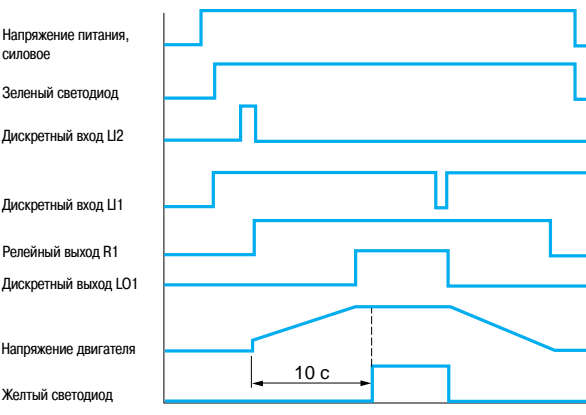 Напряжение питания,
силовое
Зеленый светодиод
Дискретный вход LI2
Дискретный вход LI1
Релейный выход R1
Дискретный выход LO1
Напряжение двигателя
10 с
Желтый светодиод